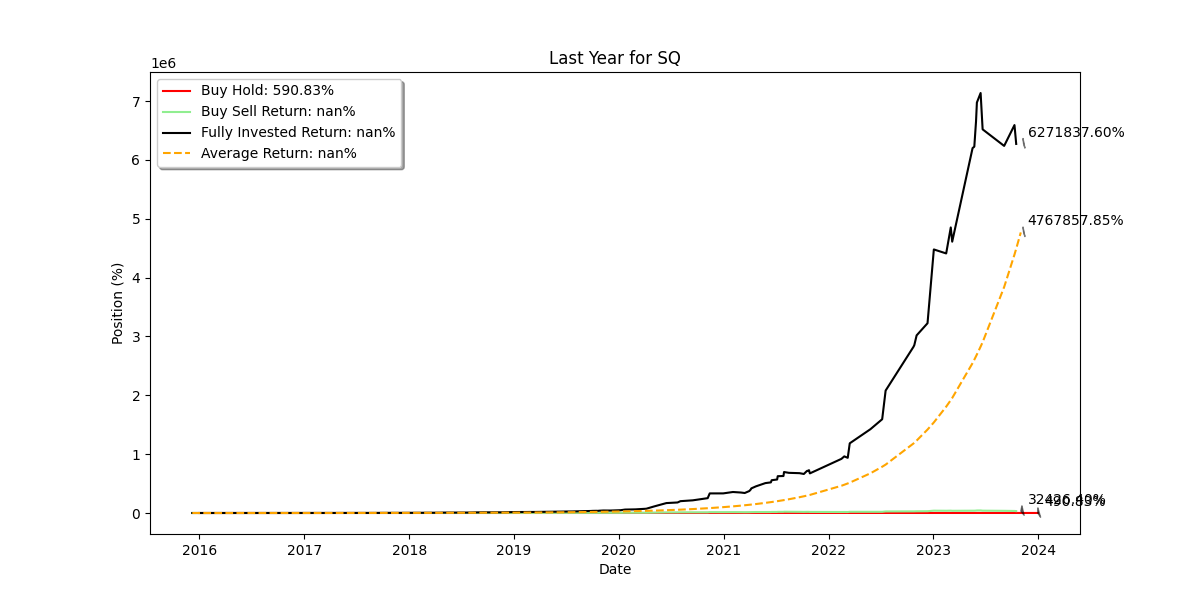 Last Year for SQ
1e6
Buy Hold: 590.83%
Buy Sell Return: nan%
Fully Invested Return: nan%
Average Return: nan%
7
6
5
4
3
2
1
0
Position (%)
6271837.60%
4767857.85%
2016
2017
2018
2019
2020
2021
2022
2023
2024
Date